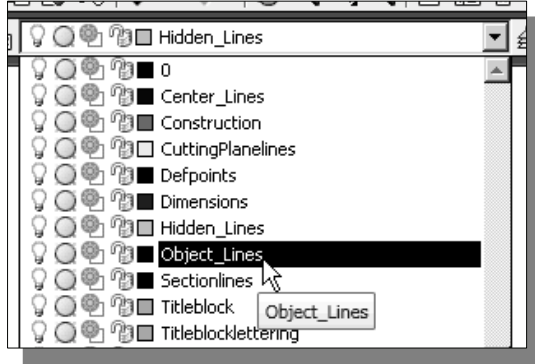 Hidden_Lines
0
Center_Lines
Construction
CuttingPlanelines
Defpoints
Dimensions
Hidden_Lines
Object_Lines
Sectionlines
Titleblock
Object_Lines
Titleblocklettering